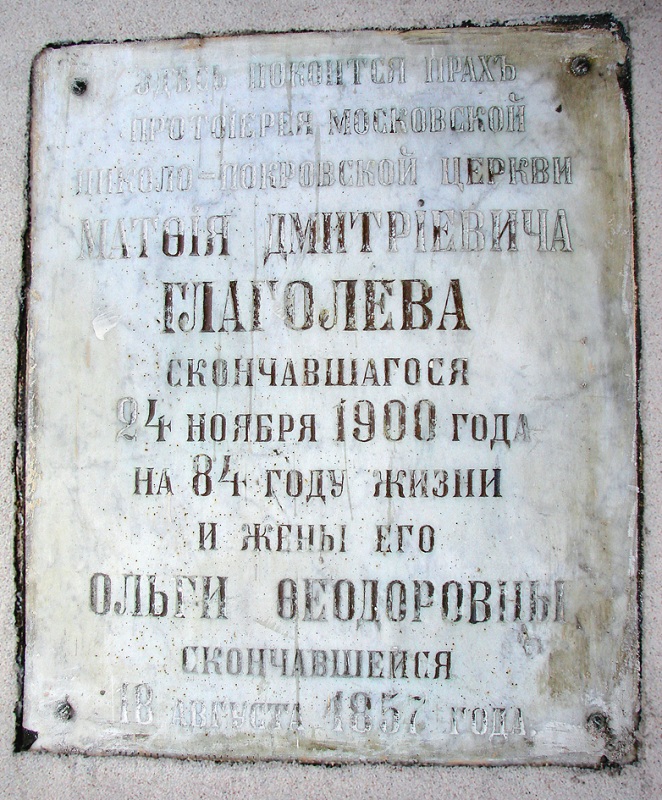 ЗДѢСЬ ПОКОИТСЯ ПРАХЪ
ПРОТОІЕРЕЯ МОСКОВСКОЙ
НИКОЛО-ПОКРОВСКОЙ ЦЕРКВИ
МАТѲІЯ ДМИТРІЕВИЧА
ГЛАГОЛЕВА
СКОНЧАВШАГОСЯ
24 НОЯБРЯ 1900 ГОДА
НА 84 ГОДУ ЖИЗНИ
И ЖЕНЫ ЕГО
ОЛЬГИ ѲЕОДОРОВНЫ,
СКОНЧАВШЕЙСЯ
18 АВГУСТА 1857 ГОДА.